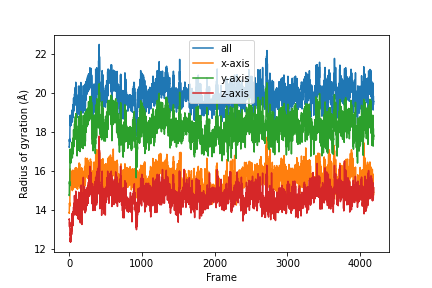 22
20
18
16
14
12
Radius of gyration (Å)
all
x-axis
y-axis
z-axis
0
1000
2000
3000
4000
Frame